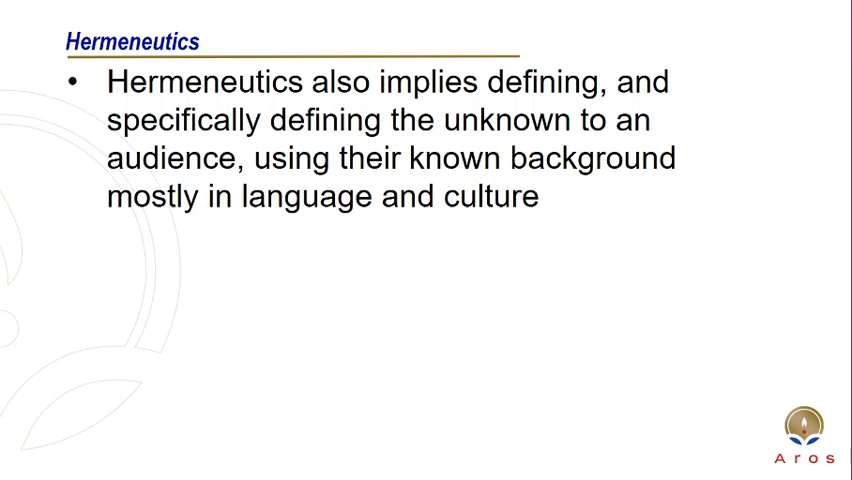 Hermeneutics
• Hermeneutics also implies defining, and
specifically defining the unknown to an
audience, using their known background
mostly in language and culture
Aros